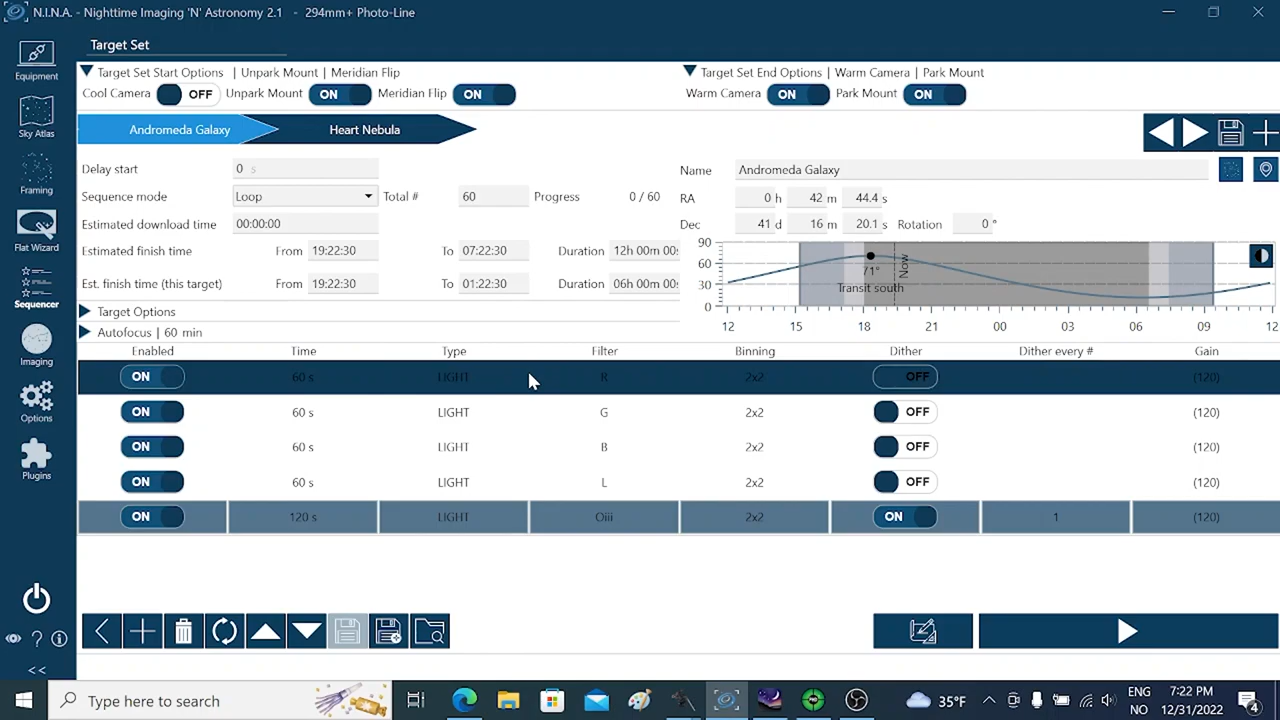 N.I.N.A. - Nighttime Imaging 'N' Astronomy 2.1 - 294mm+ Photo-Line
Equipment
Sky Atlas
Framing
Flat Wizard
Sequencer
Imaging
Options
Plugins
<<
Target Set
Target Set Start Options | Unpark Mount | Meridian Flip
Cool Camera OFF Unpark Mount ON Meridian Flip ON
Target Set End Options | Warm Camera | Park Mount
Warm Camera ON Park Mount ON
Andromeda Galaxy Heart Nebula
Delay start 0 s
Sequence mode Loop Total # 60 Progress 0 / 60
Estimated download time 00:00:00
Estimated finish time From 19:22:30 To 07:22:30 Duration 12h 00m 00s
Est. finish time (this target) From 19:22:30 To 01:22:30 Duration 06h 00m 00s
Target Options
Autofocus | 60 min
Name Andromeda Galaxy
RA 0 h 42 m 44.4 s
Dec 41 d 16 m 20.1 s Rotation 0 °
90
60
30
0
71°
Transit south
Now
12 15 18 21 00 03 06 09 12
Enabled Time Type Filter Binning Dither Dither every # Gain
ON 60 s LIGHT R 2x2 OFF (120)
ON 60 s LIGHT G 2x2 OFF (120)
ON 60 s LIGHT B 2x2 OFF (120)
ON 60 s LIGHT L 2x2 OFF (120)
ON 120 s LIGHT Oiii 2x2 ON 1 (120)
Type here to search
35°F
ENG
NO
7:22 PM
12/31/2022
4